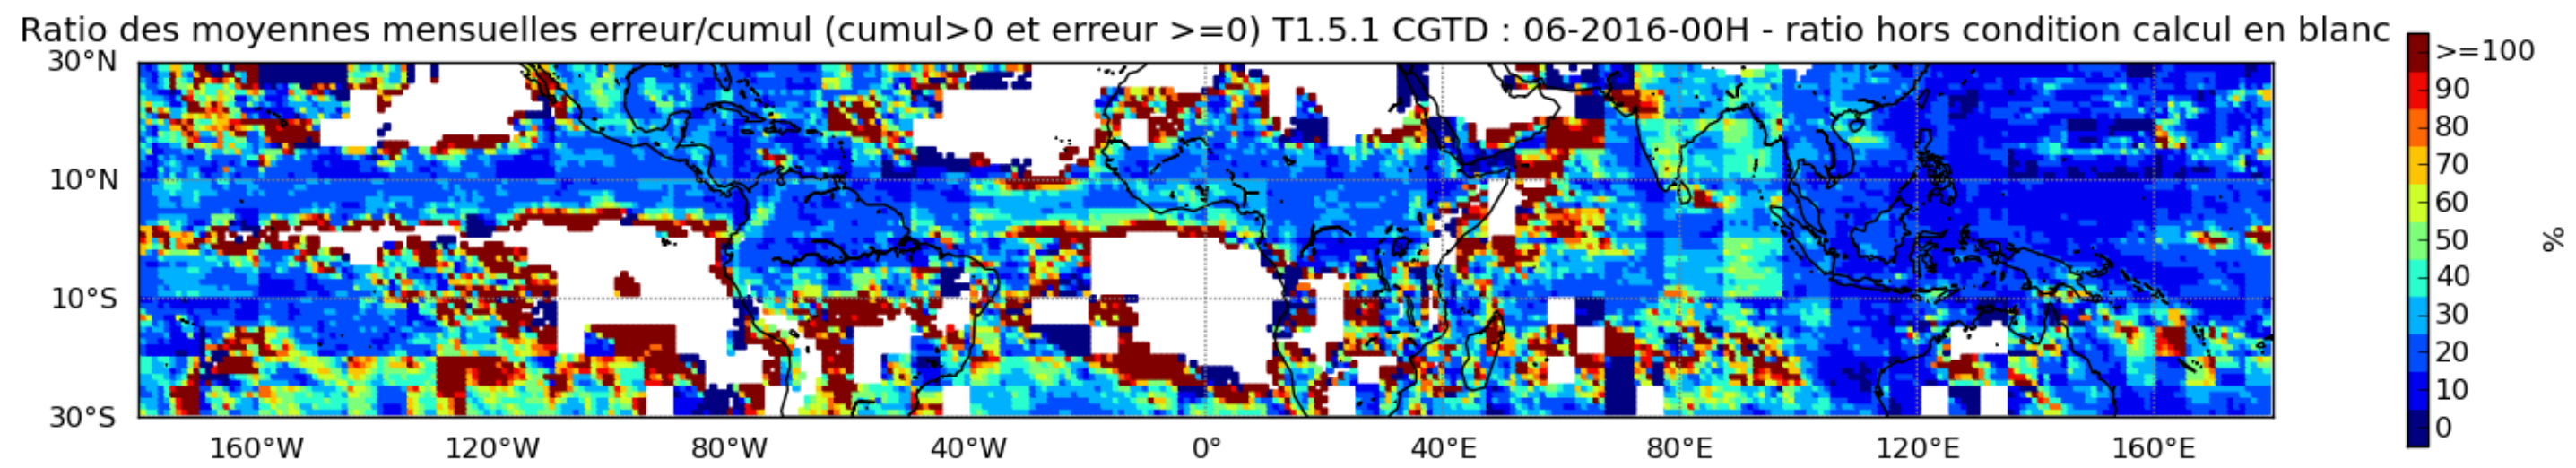 Ratio des moyennes mensuelles erreur/cumul (cumul>0 et erreur >=0) T1.5.1 CGTD : 06-2016-00H - ratio hors condition calcul en blanc
30°N
10°N
10°S
30°S
160°W
120°W
80°W
40°W
0°
40°E
80°E
120°E
160°E
>=100
90
80
70
60
50
40
30
20
10
0
%